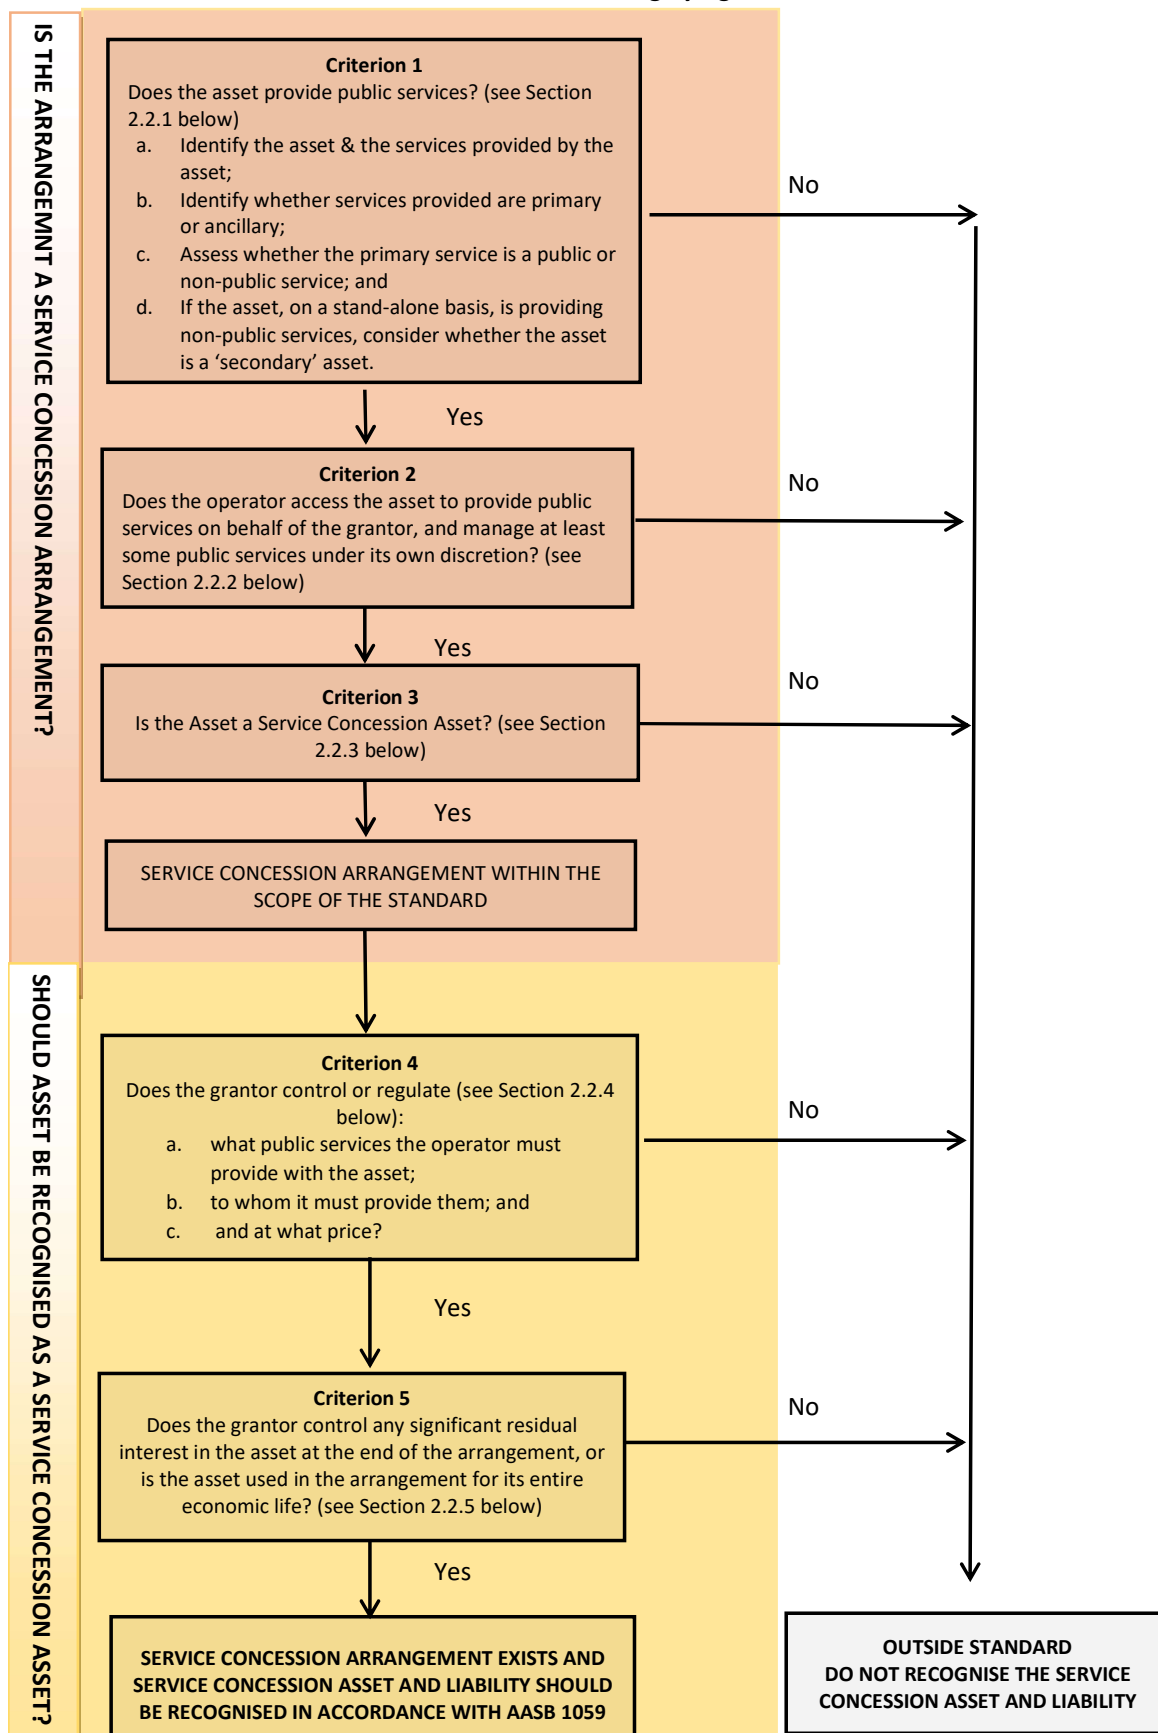 IS THE ARRANGEMNT A SERVICE CONCESSION ARRANGEMENT?
Criterion 1
Does the asset provide public services? (see Section
2.2.1 below)
a. Identify the asset & the services provided by the
asset;
b. Identify whether services provided are primary
or ancillary;
c. Assess whether the primary service is a public or
non-public service; and
d. If the asset, on a stand-alone basis, is providing
non-public services, consider whether the asset
is a ‘secondary’ asset.
No
Yes
Criterion 2
Does the operator access the asset to provide public
services on behalf of the grantor, and manage at least
some public services under its own discretion? (see
Section 2.2.2 below)
No
Yes
Criterion 3
Is the Asset a Service Concession Asset? (see Section
2.2.3 below)
No
Yes
SERVICE CONCESSION ARRANGEMENT WITHIN THE
SCOPE OF THE STANDARD
SHOULD ASSET BE RECOGNISED AS A SERVICE CONCESSION ASSET?
Criterion 4
Does the grantor control or regulate (see Section 2.2.4
below):
a. what public services the operator must
provide with the asset;
b. to whom it must provide them; and
c. and at what price?
No
Yes
Criterion 5
Does the grantor control any significant residual
interest in the asset at the end of the arrangement, or
is the asset used in the arrangement for its entire
economic life? (see Section 2.2.5 below)
No
Yes
SERVICE CONCESSION ARRANGEMENT EXISTS AND
SERVICE CONCESSION ASSET AND LIABILITY SHOULD
BE RECOGNISED IN ACCORDANCE WITH AASB 1059
OUTSIDE STANDARD
DO NOT RECOGNISE THE SERVICE
CONCESSION ASSET AND LIABILITY